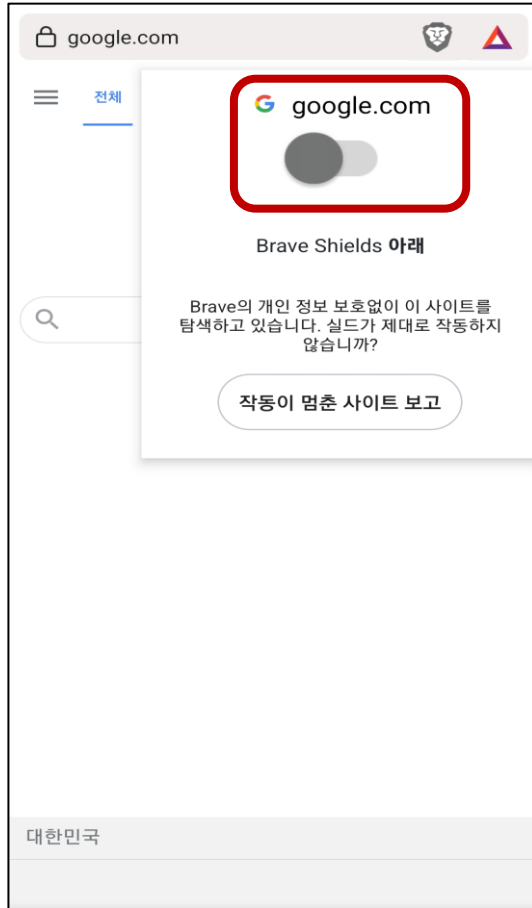 google.com
전체
google.com
Brave Shields 아래
Brave의 개인 정보 보호없이 이 사이트를
탐색하고 있습니다. 실드가 제대로 작동하지
않습니까?
작동이 멈춘 사이트 보고
대한민국